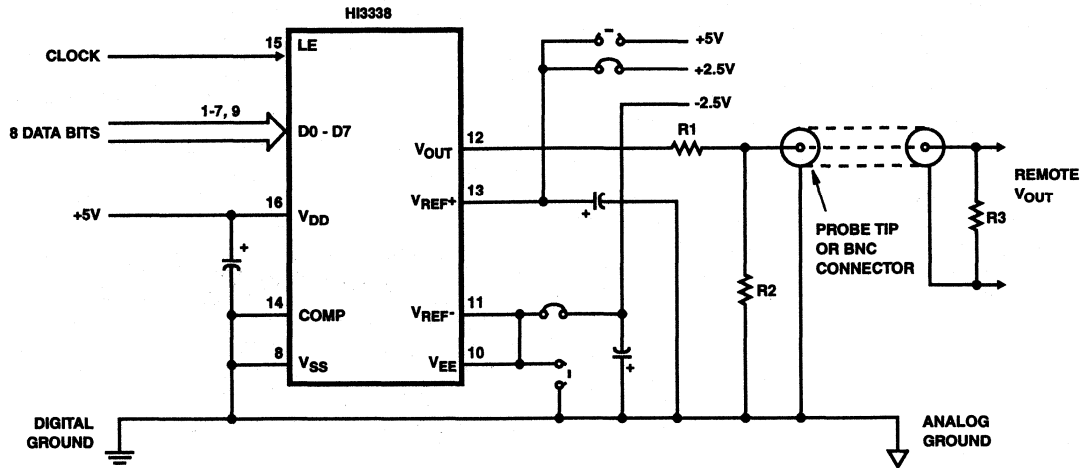 HI3338
CLOCK
15
LE
8 DATA BITS
1-7, 9
D0 - D7
+5V
16
VDD
+
14
COMP
8
VSS
VOUT
12
VREF+
13
VREF-
11
VEE
10
-
+5V
+2.5V
-2.5V
R1
+
R2
-
+
PROBE TIP
OR BNC
CONNECTOR
R3
REMOTE
VOUT
DIGITAL
GROUND
ANALOG
GROUND